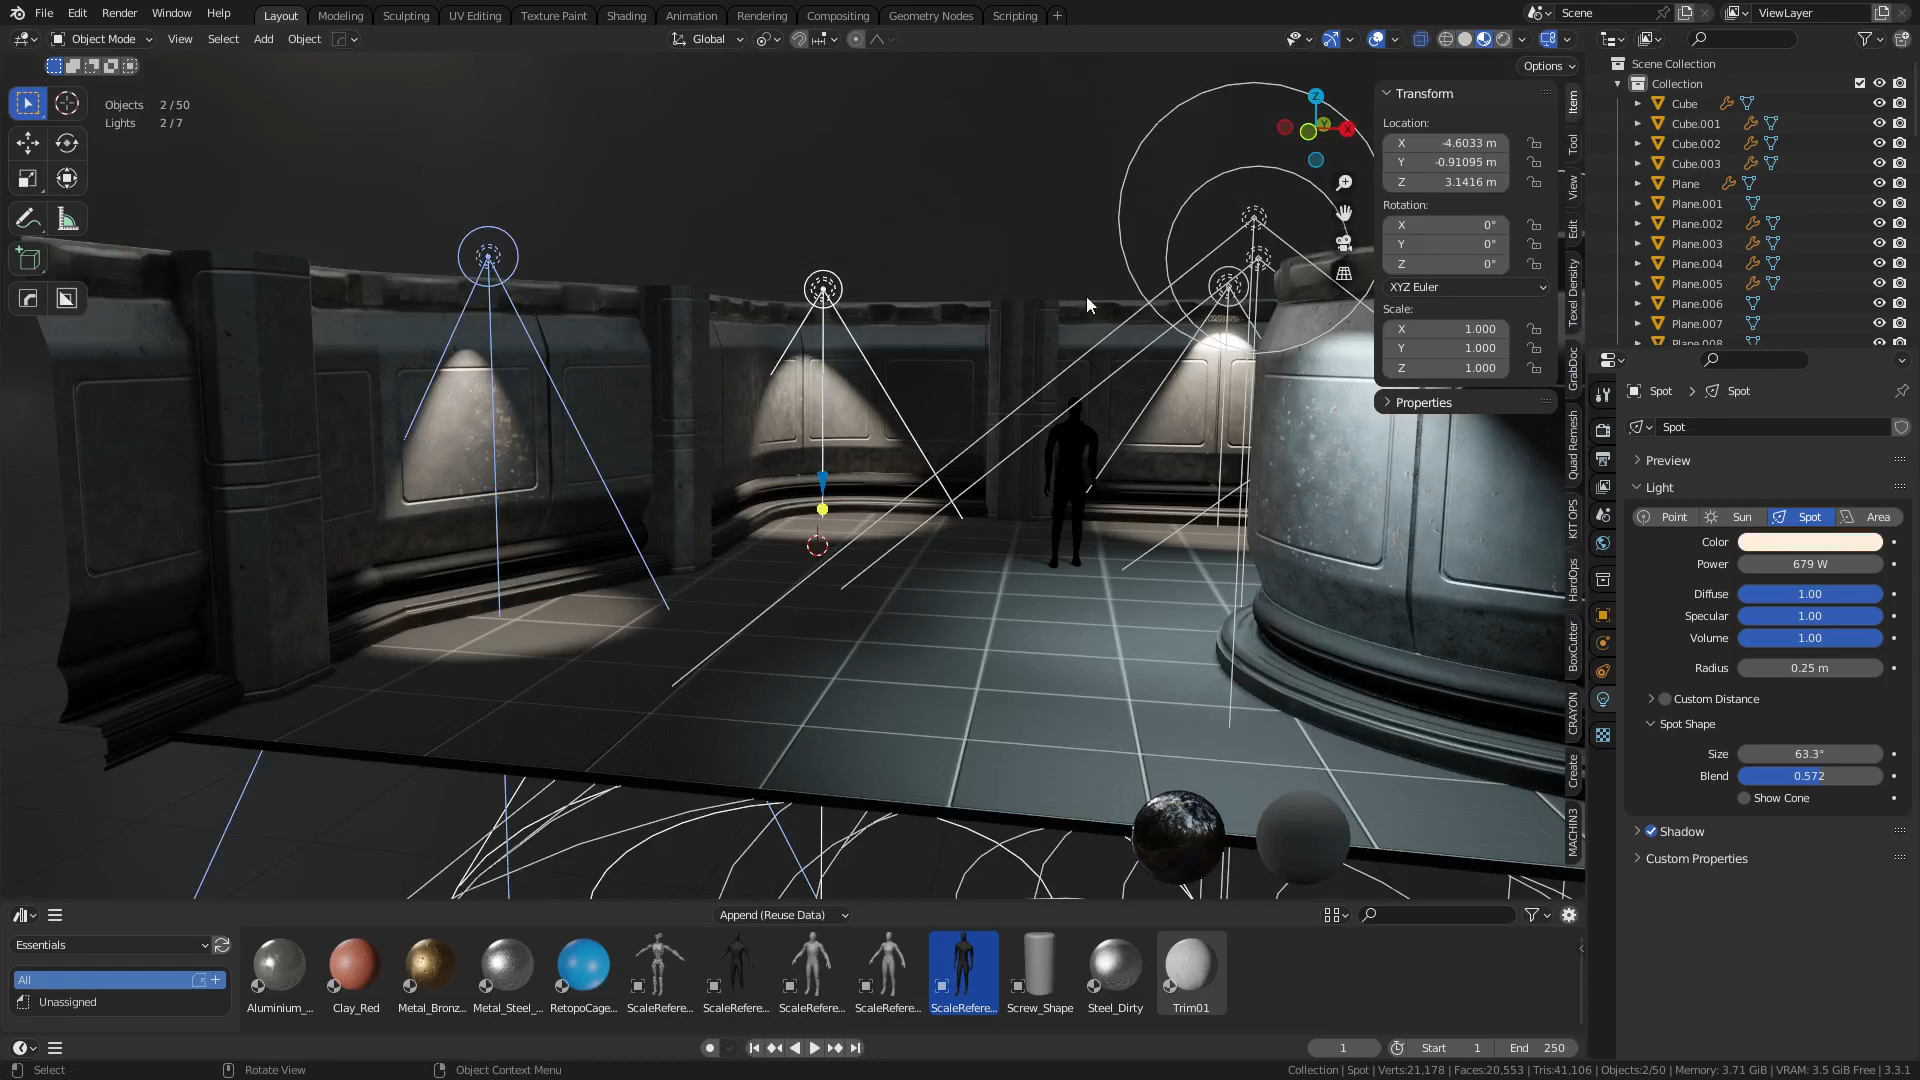 File Edit Render Window Help
Layout Modeling Sculpting UV Editing Texture Paint Shading Animation Rendering Compositing Geometry Nodes Scripting +
Scene
ViewLayer
Object Mode View Select Add Object
Global
Options
Objects 2 / 50
Lights 2 / 7
Z
Y
X
Transform
Location:
X -4.6033 m
Y -0.91095 m
Z 3.1416 m
Rotation:
X 0°
Y 0°
Z 0°
XYZ Euler
Scale:
X 1.000
Y 1.000
Z 1.000
Properties
Item
Tool
View
Edit
Texel Density
GrabDoc
Quad Remesh
KIT OPS
HardOps
BoxCutter
CRAYON
Create
MACHIN3
Scene Collection
Collection
Cube
Cube.001
Cube.002
Cube.003
Plane
Plane.001
Plane.002
Plane.003
Plane.004
Plane.005
Plane.006
Plane.007
Plane.008
Spot > Spot
Spot
Preview
Light
Point Sun Spot Area
Color
Power 679 W
Diffuse 1.00
Specular 1.00
Volume 1.00
Radius 0.25 m
Custom Distance
Spot Shape
Size 63.3°
Blend 0.572
Show Cone
Shadow
Custom Properties
Append (Reuse Data)
Essentials
All
Unassigned
Aluminium_... Clay_Red Metal_Bronz... Metal_Steel_... RetopoCage... ScaleRefere... ScaleRefere... ScaleRefere... ScaleRefere... ScaleRefere... Screw_Shape Steel_Dirty Trim01
1 Start 1 End 250
Select Rotate View Object Context Menu
Collection | Spot | Verts:21,178 | Faces:20,553 | Tris:41,106 | Objects:2/50 | Memory: 3.71 GiB | VRAM: 3.5 GiB Free | 3.3.1